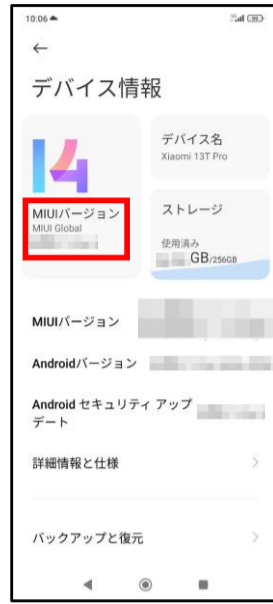 10:06
デバイス情報
14
MIUIバージョン
MIUI Global
デバイス名
Xiaomi 13T Pro
ストレージ
使用済み
GB/256GB
MIUIバージョン
Androidバージョン
Android セキュリティ アップ
デート
詳細情報と仕様
バックアップと復元